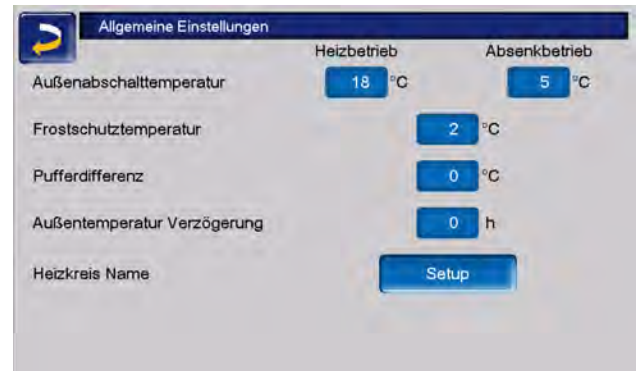 Allgemeine Einstellungen
Heizbetrieb Absenkbetrieb
Außenabschalttemperatur 18 °C 5 °C
Frostschutztemperatur 2 °C
Pufferdifferenz 0 °C
Außentemperatur Verzögerung 0 h
Heizkreis Name Setup